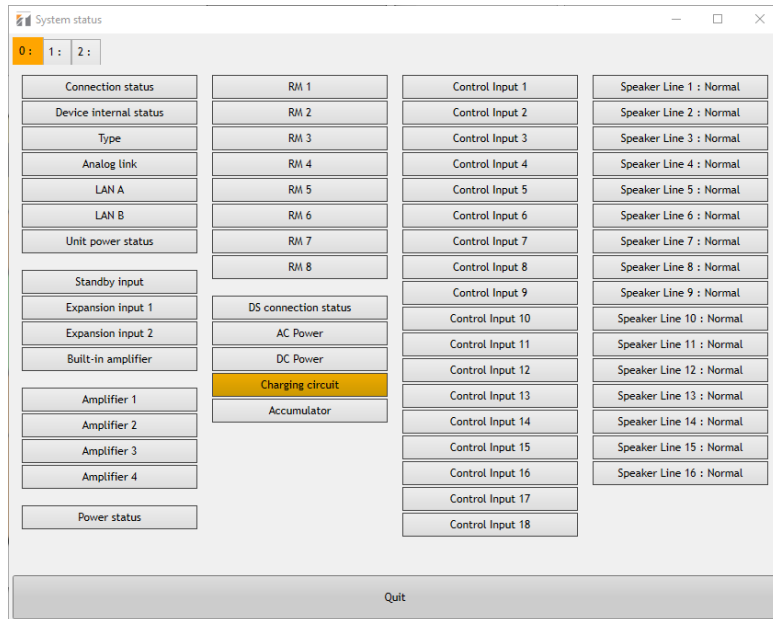 System status
0 :
1 :
2 :
Connection status
Device internal status
Type
Analog link
LAN A
LAN B
Unit power status
Standby input
Expansion input 1
Expansion input 2
Built-in amplifier
Amplifier 1
Amplifier 2
Amplifier 3
Amplifier 4
Power status
RM 1
RM 2
RM 3
RM 4
RM 5
RM 6
RM 7
RM 8
DS connection status
AC Power
DC Power
Charging circuit
Accumulator
Control Input 1
Control Input 2
Control Input 3
Control Input 4
Control Input 5
Control Input 6
Control Input 7
Control Input 8
Control Input 9
Control Input 10
Control Input 11
Control Input 12
Control Input 13
Control Input 14
Control Input 15
Control Input 16
Control Input 17
Control Input 18
Speaker Line 1 : Normal
Speaker Line 2 : Normal
Speaker Line 3 : Normal
Speaker Line 4 : Normal
Speaker Line 5 : Normal
Speaker Line 6 : Normal
Speaker Line 7 : Normal
Speaker Line 8 : Normal
Speaker Line 9 : Normal
Speaker Line 10 : Normal
Speaker Line 11 : Normal
Speaker Line 12 : Normal
Speaker Line 13 : Normal
Speaker Line 14 : Normal
Speaker Line 15 : Normal
Speaker Line 16 : Normal
Quit